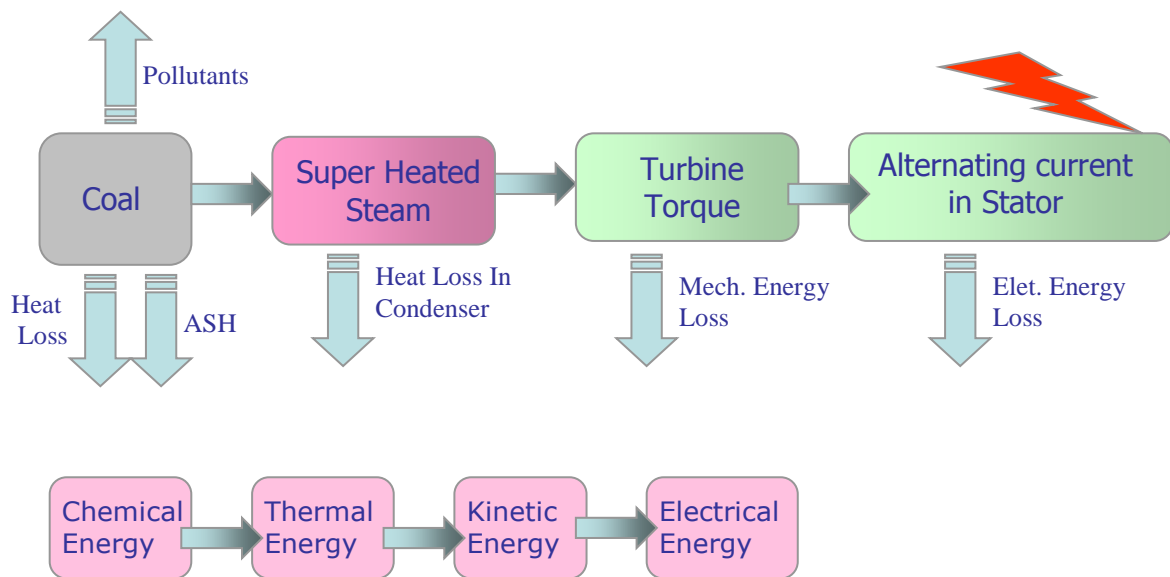 Pollutants
Coal
Super Heated
Steam
Turbine
Torque
Alternating current
in Stator
Heat
Loss
ASH
Heat Loss In
Condenser
Mech. Energy
Loss
Elet. Energy
Loss
Chemical
Energy
Thermal
Energy
Kinetic
Energy
Electrical
Energy